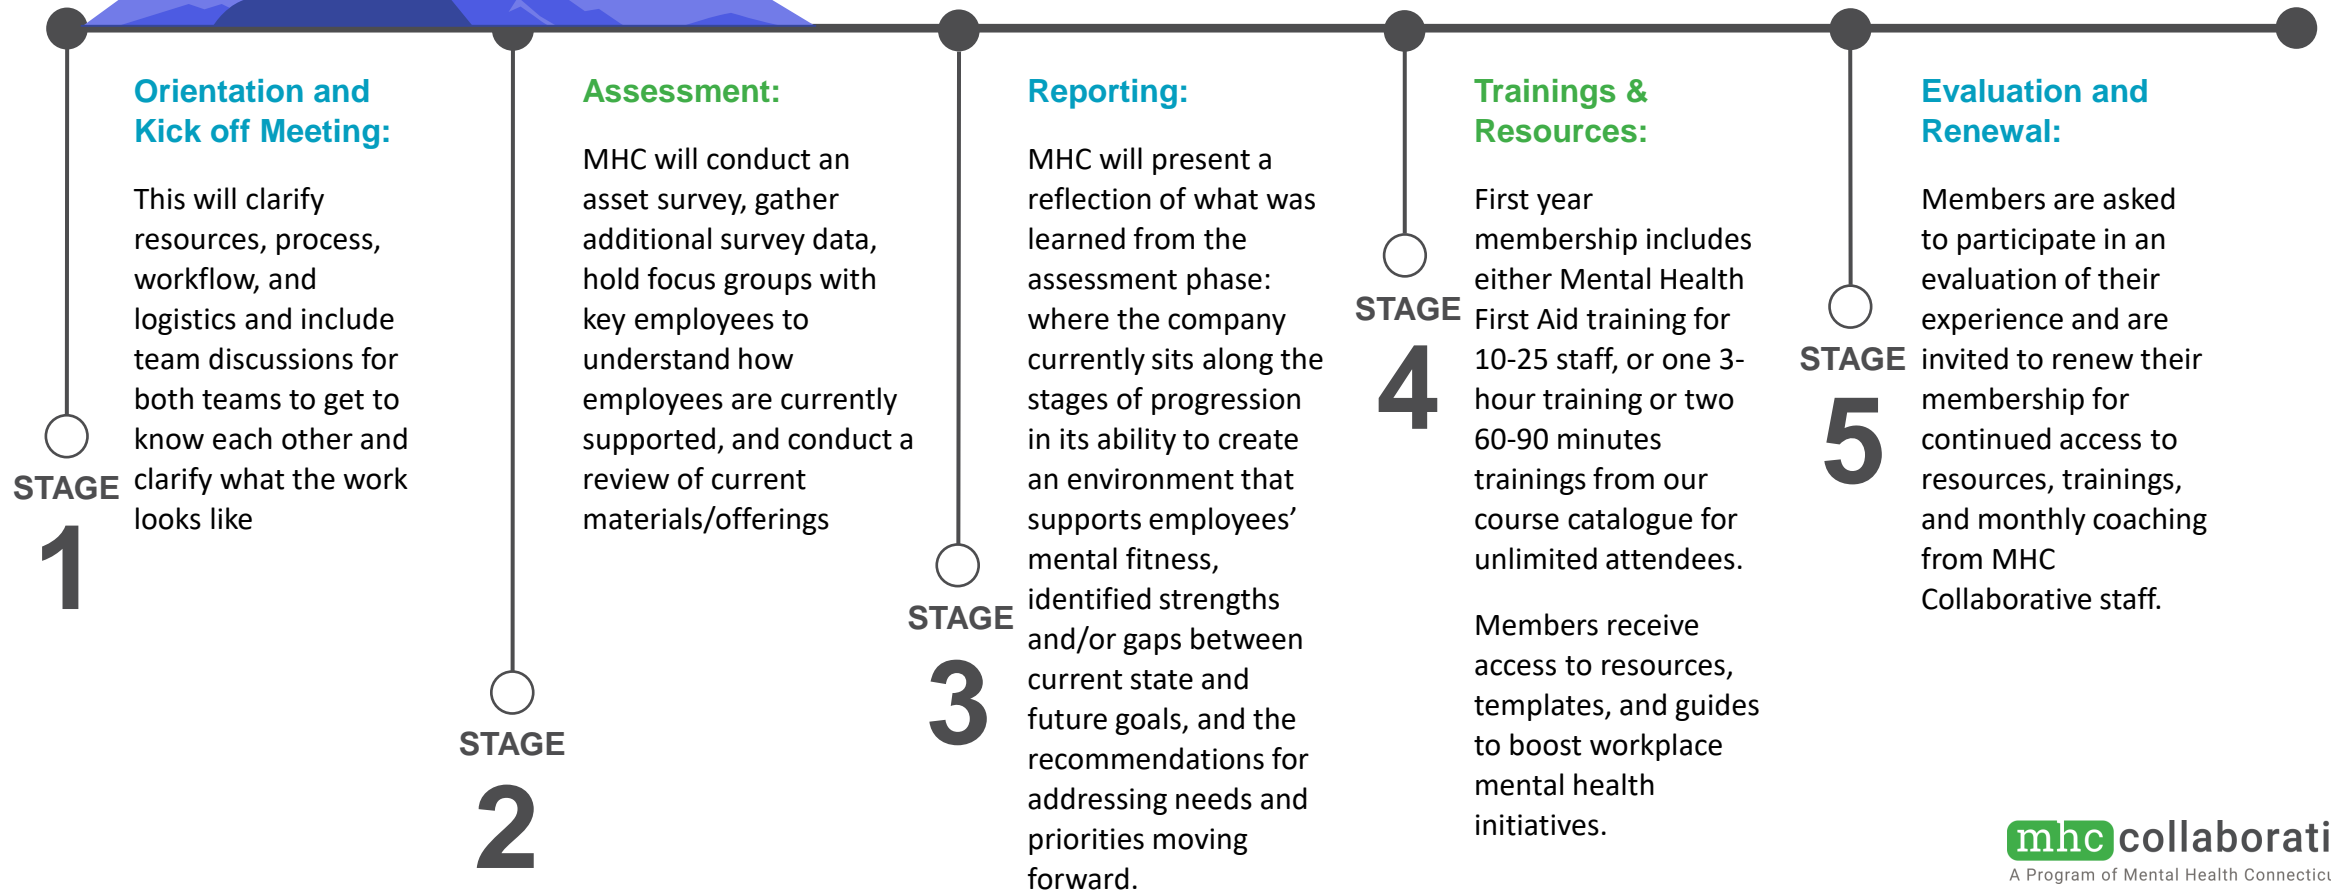 Orientation and
Kick off Meeting:
This will clarify
resources, process,
workflow, and
logistics and include
team discussions for
both teams to get to
know each other and
clarify what the work
looks like
STAGE
1
Assessment:
MHC will conduct an
asset survey, gather
additional survey data,
hold focus groups with
key employees to
understand how
employees are currently
supported, and conduct a
review of current
materials/offerings
STAGE
2
Reporting:
MHC will present a
reflection of what was
learned from the
assessment phase:
where the company
currently sits along the
stages of progression
in its ability to create
an environment that
supports employees’
mental fitness,
identified strengths
and/or gaps between
current state and
future goals, and the
recommendations for
addressing needs and
priorities moving
forward.
STAGE
3
Trainings &
Resources:
First year
membership includes
either Mental Health
First Aid training for
10-25 staff, or one 3-
hour training or two
60-90 minutes
trainings from our
course catalogue for
unlimited attendees.
Members receive
access to resources,
templates, and guides
to boost workplace
mental health
initiatives.
STAGE
4
Evaluation and
Renewal:
Members are asked
to participate in an
evaluation of their
experience and are
invited to renew their
membership for
continued access to
resources, trainings,
and monthly coaching
from MHC
Collaborative staff.
STAGE
5
mhc collaborati
A Program of Mental Health Connecticu